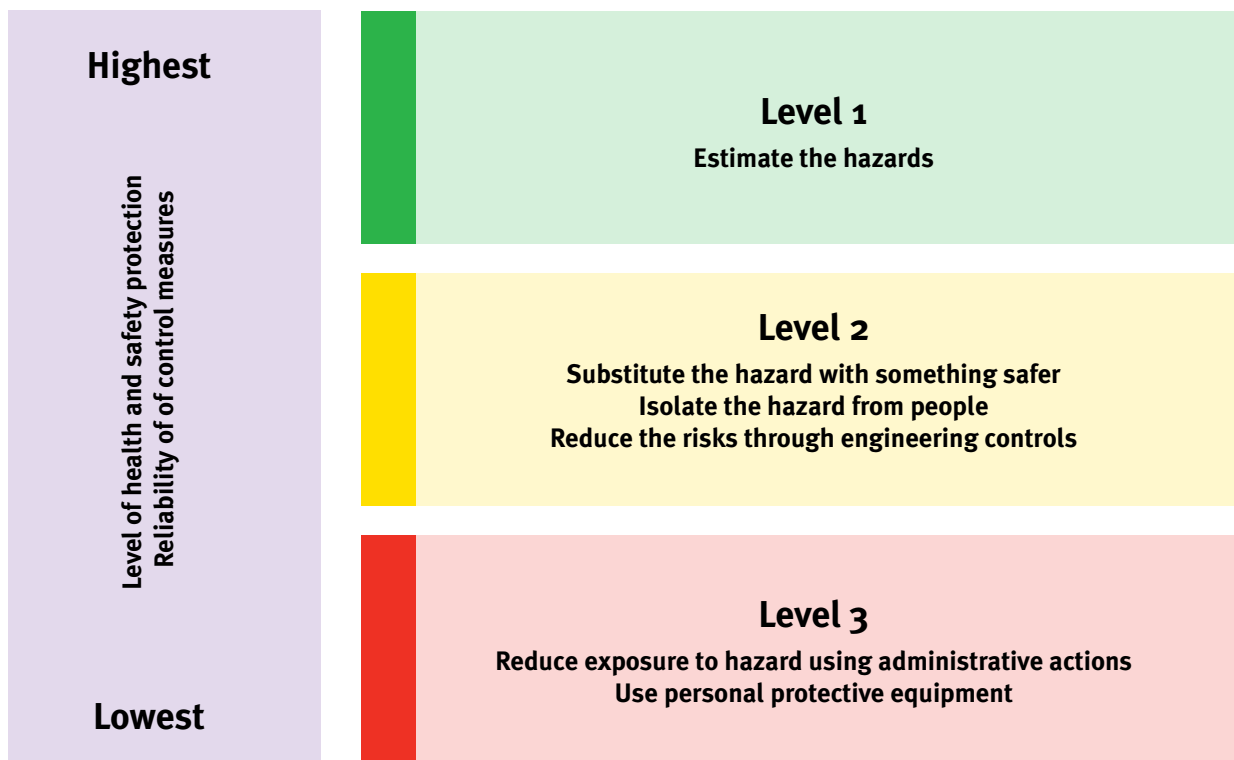 Highest
Level of health and safety protection
Reliability of of control measures
Lowest
Level 1
Estimate the hazards
Level 2
Substitute the hazard with something safer
Isolate the hazard from people
Reduce the risks through engineering controls
Level 3
Reduce exposure to hazard using administrative actions
Use personal protective equipment